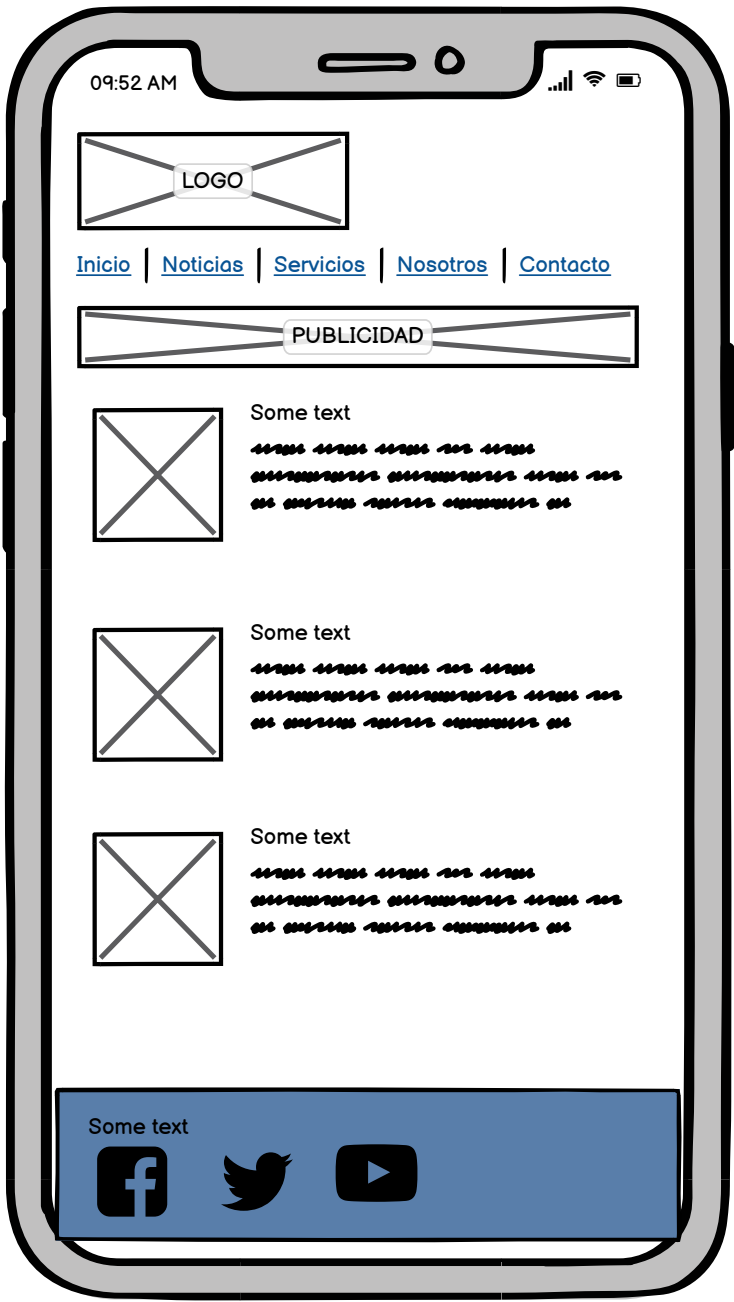 09:52 AM
LOGO
Inicio Noticias Servicios Nosotros Contacto
PUBLICIDAD
Some text
Some text
Some text
Some text